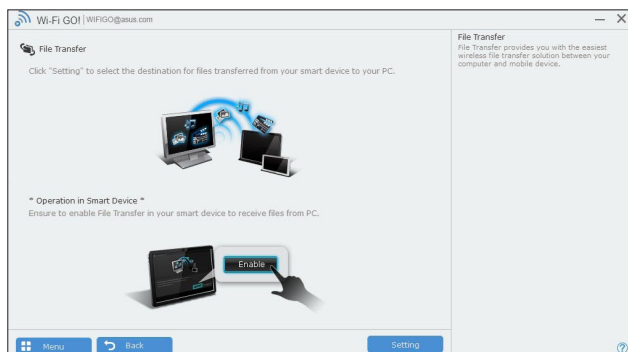 Wi-Fi GO! WIFIGO@asus.com
File Transfer
Click "Setting" to select the destination for files transferred from your smart device to your PC.
* Operation in Smart Device *
Ensure to enable File Transfer in your smart device to receive files from PC.
Enable
Menu
Back
Setting
File Transfer
File Transfer provides you with the easiest
wireless file transfer solution between your
computer and mobile device.
?